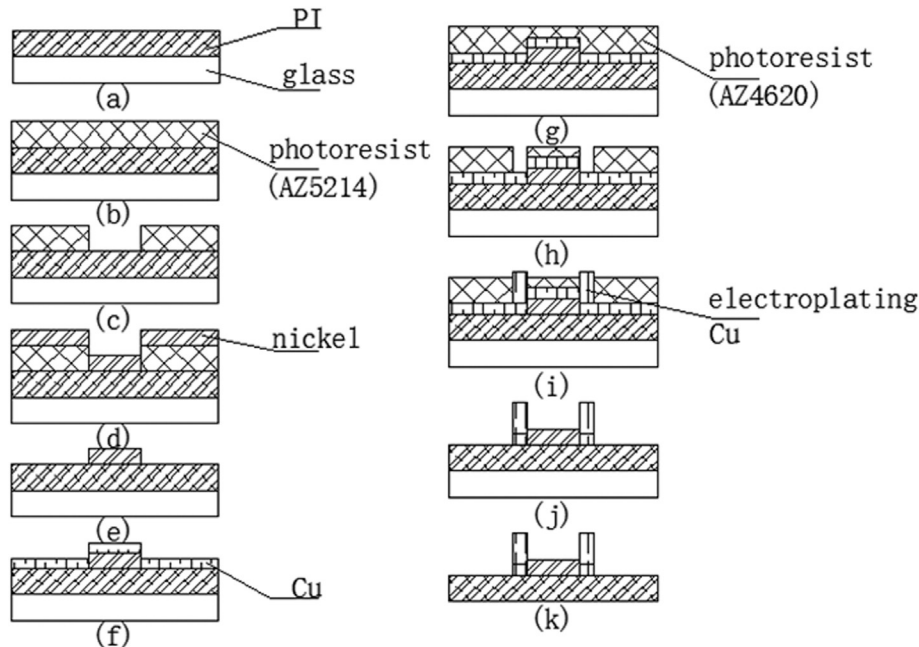 PI
glass
(a)
photoresist
(AZ5214)
(b)
(c)
nickel
(d)
(e)
Cu
(f)
photoresist
(AZ4620)
(g)
(h)
electroplating
Cu
(i)
(j)
(k)